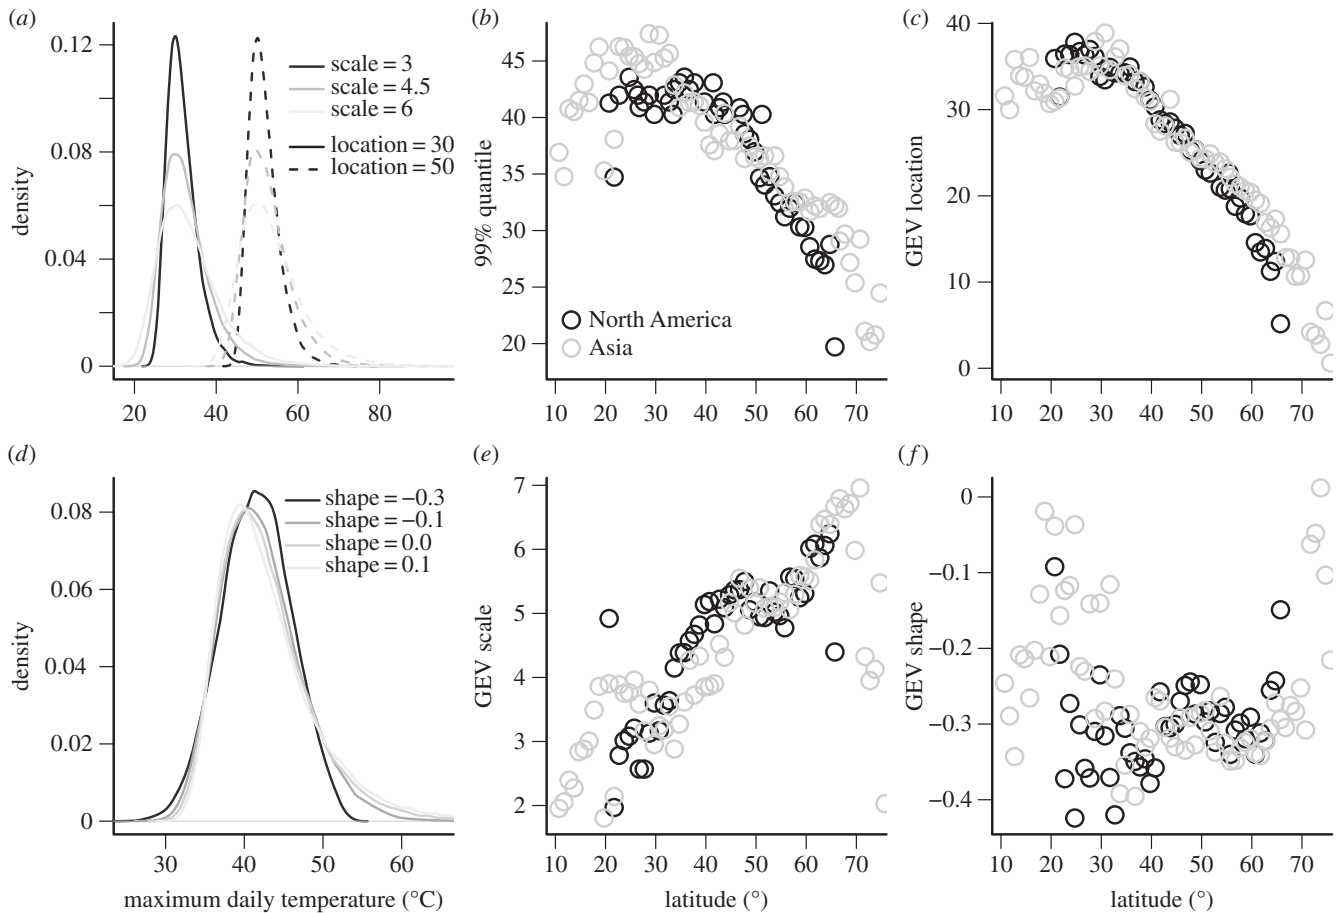 (a)
density
0.12
0.08
0.04
0
20
40
60
80
scale = 3
scale = 4.5
scale = 6
location = 30
location = 50
(b)
99% quantile
45
40
35
30
25
20
10
20
30
40
50
60
70
North America
Asia
(c)
GEV location
40
30
20
10
0
10
20
30
40
50
60
70
(d)
density
0.08
0.06
0.04
0.02
0
30
40
50
60
maximum daily temperature (°C)
shape = −0.3
shape = −0.1
shape = 0.0
shape = 0.1
(e)
GEV scale
7
6
5
4
3
2
10
20
30
40
50
60
70
latitude (°)
(f)
GEV shape
0
−0.1
−0.2
−0.3
−0.4
10
20
30
40
50
60
70
latitude (°)